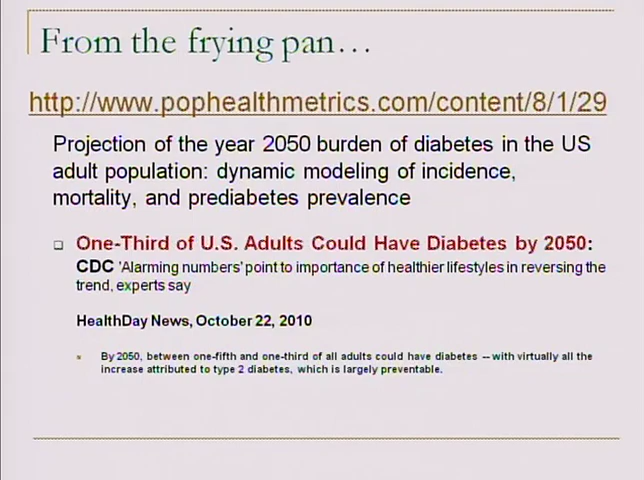 From the frying pan…
http://www.pophealthmetrics.com/content/8/1/29
Projection of the year 2050 burden of diabetes in the US
adult population: dynamic modeling of incidence,
mortality, and prediabetes prevalence
One-Third of U.S. Adults Could Have Diabetes by 2050:
CDC 'Alarming numbers' point to importance of healthier lifestyles in reversing the
trend, experts say
HealthDay News, October 22, 2010
By 2050, between one-fifth and one-third of all adults could have diabetes -- with virtually all the
increase attributed to type 2 diabetes, which is largely preventable.